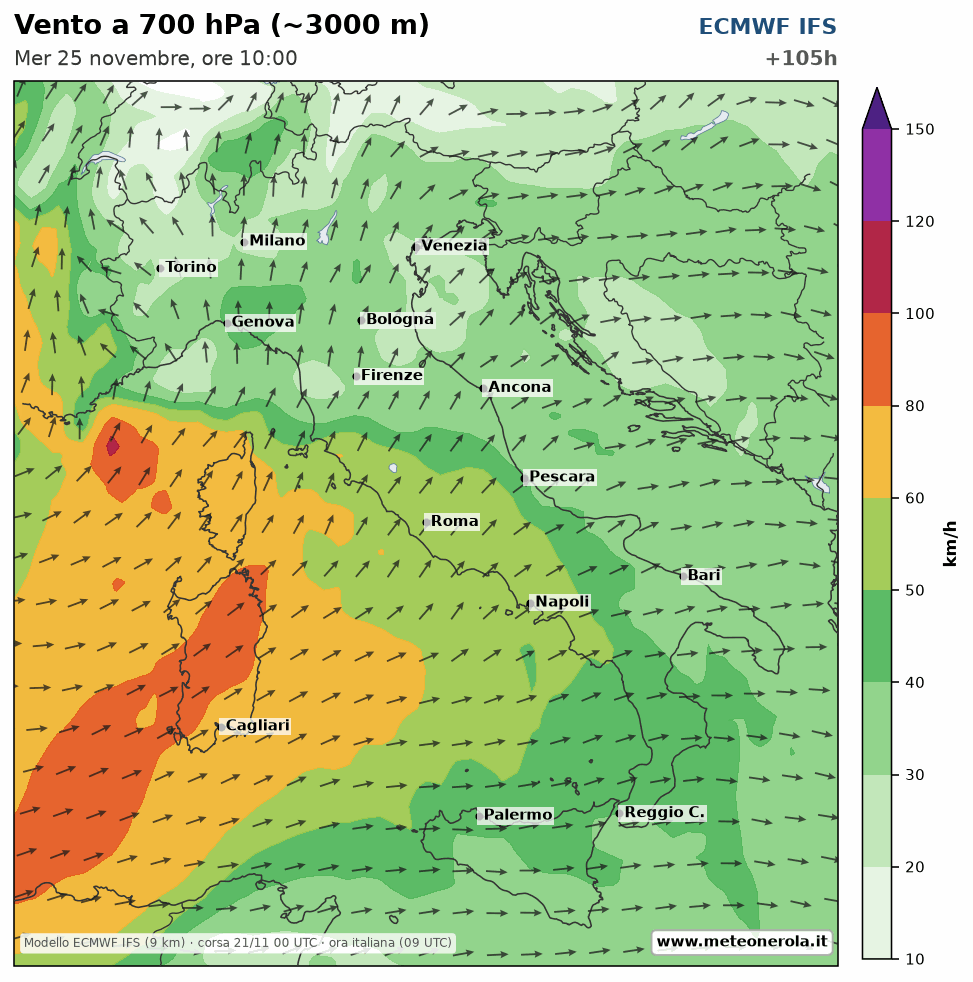 Vento a 700 hPa (~3000 m)
ECMWF IFS
Mer 25 novembre, ore 10:00
+105h
150
120
100
80
60
50
40
30
20
10
km/h
Milano
Venezia
Torino
Genova
Bologna
Firenze
Ancona
Pescara
Roma
Bari
Napoli
Cagliari
Palermo
Reggio C.
Modello ECMWF IFS (9 km) · corsa 21/11 00 UTC · ora italiana (09 UTC)
www.meteonerola.it